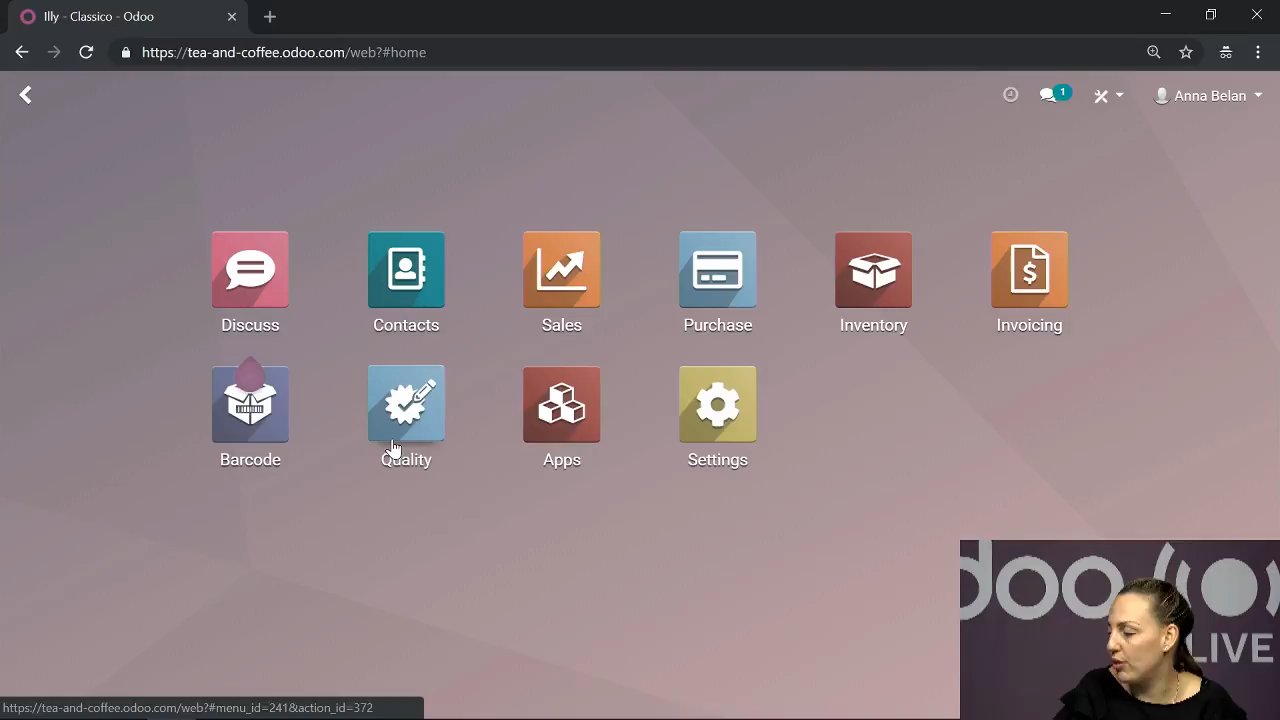 Illy - Classico - Odoo
https://tea-and-coffee.odoo.com/web?#home
1
Anna Belan
Discuss
Contacts
Sales
Purchase
Inventory
Invoicing
Barcode
Quality
Apps
Settings
doo
LIVE
https://tea-and-coffee.odoo.com/web?#menu_id=241&action_id=372